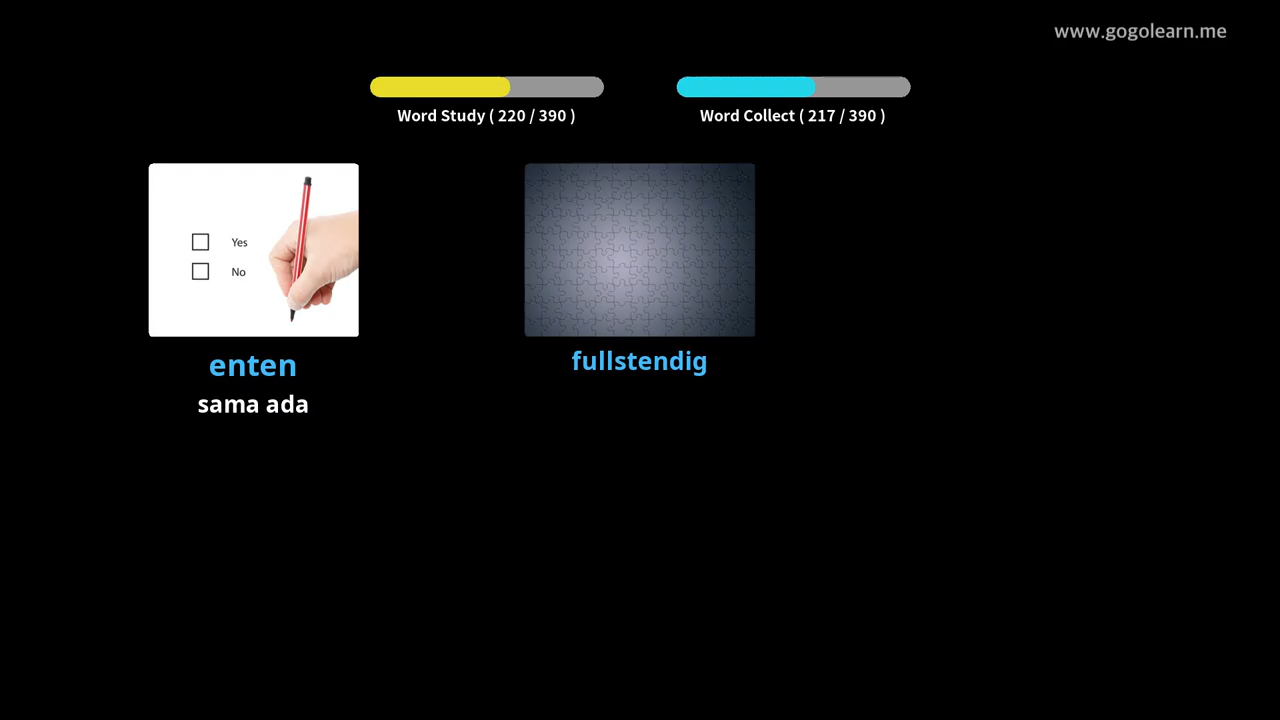 www.gogolearn.me
Word Study ( 220 / 390 )
Word Collect ( 217 / 390 )
Yes
No
enten
sama ada
fullstendig